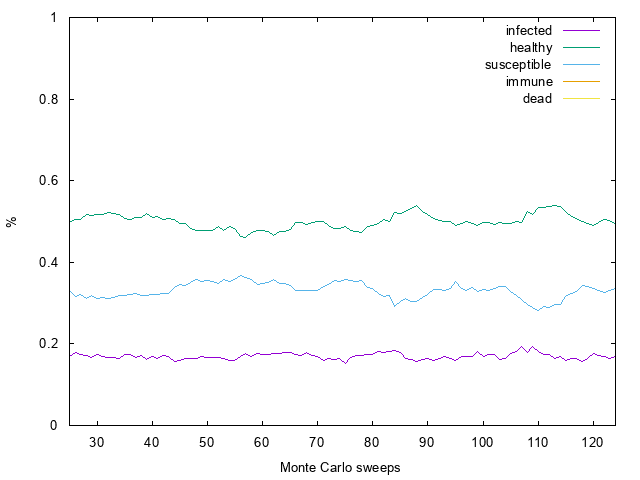 1
0.8
0.6
0.4
0.2
0
%
infected
healthy
susceptible
immune
dead
30 40 50 60 70 80 90 100 110 120
Monte Carlo sweeps